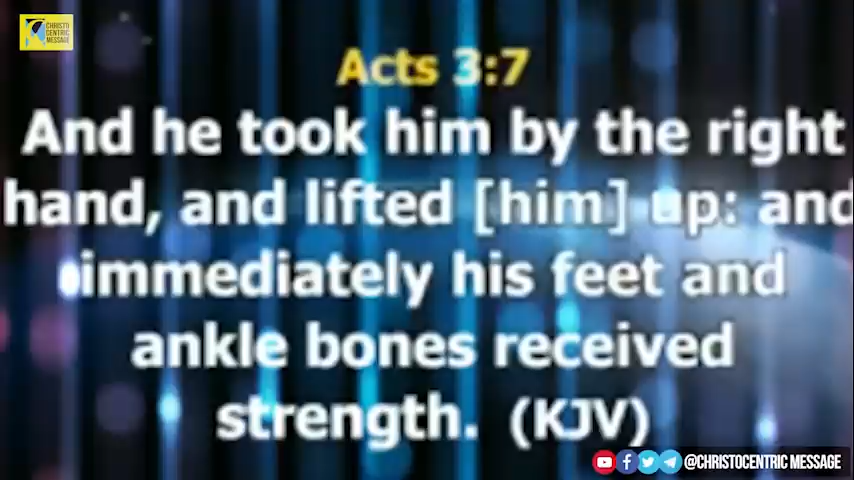 CHRISTO
CENTRIC
MESSAGE
Acts 3:7
And he took him by the right
hand, and lifted [him] up: and
immediately his feet and
ankle bones received
strength. (KJV)
@CHRISTOCENTRIC MESSAGE